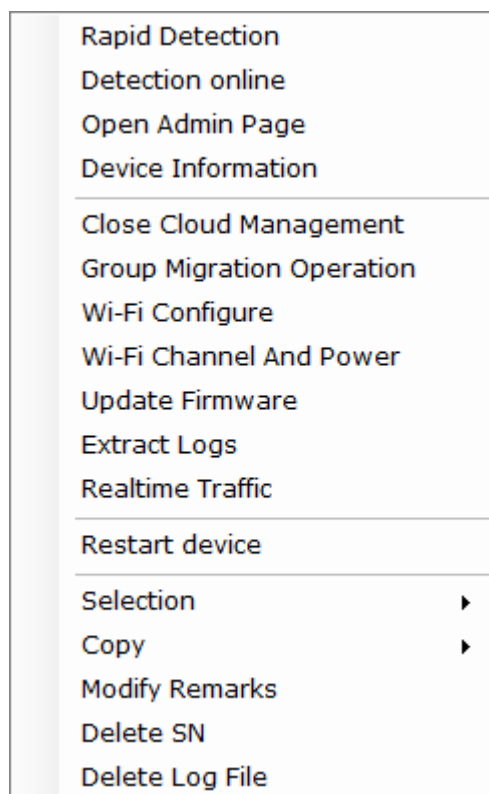 Rapid Detection
Detection online
Open Admin Page
Device Information
Close Cloud Management
Group Migration Operation
Wi-Fi Configure
Wi-Fi Channel And Power
Update Firmware
Extract Logs
Realtime Traffic
Restart device
Selection
Copy
Modify Remarks
Delete SN
Delete Log File